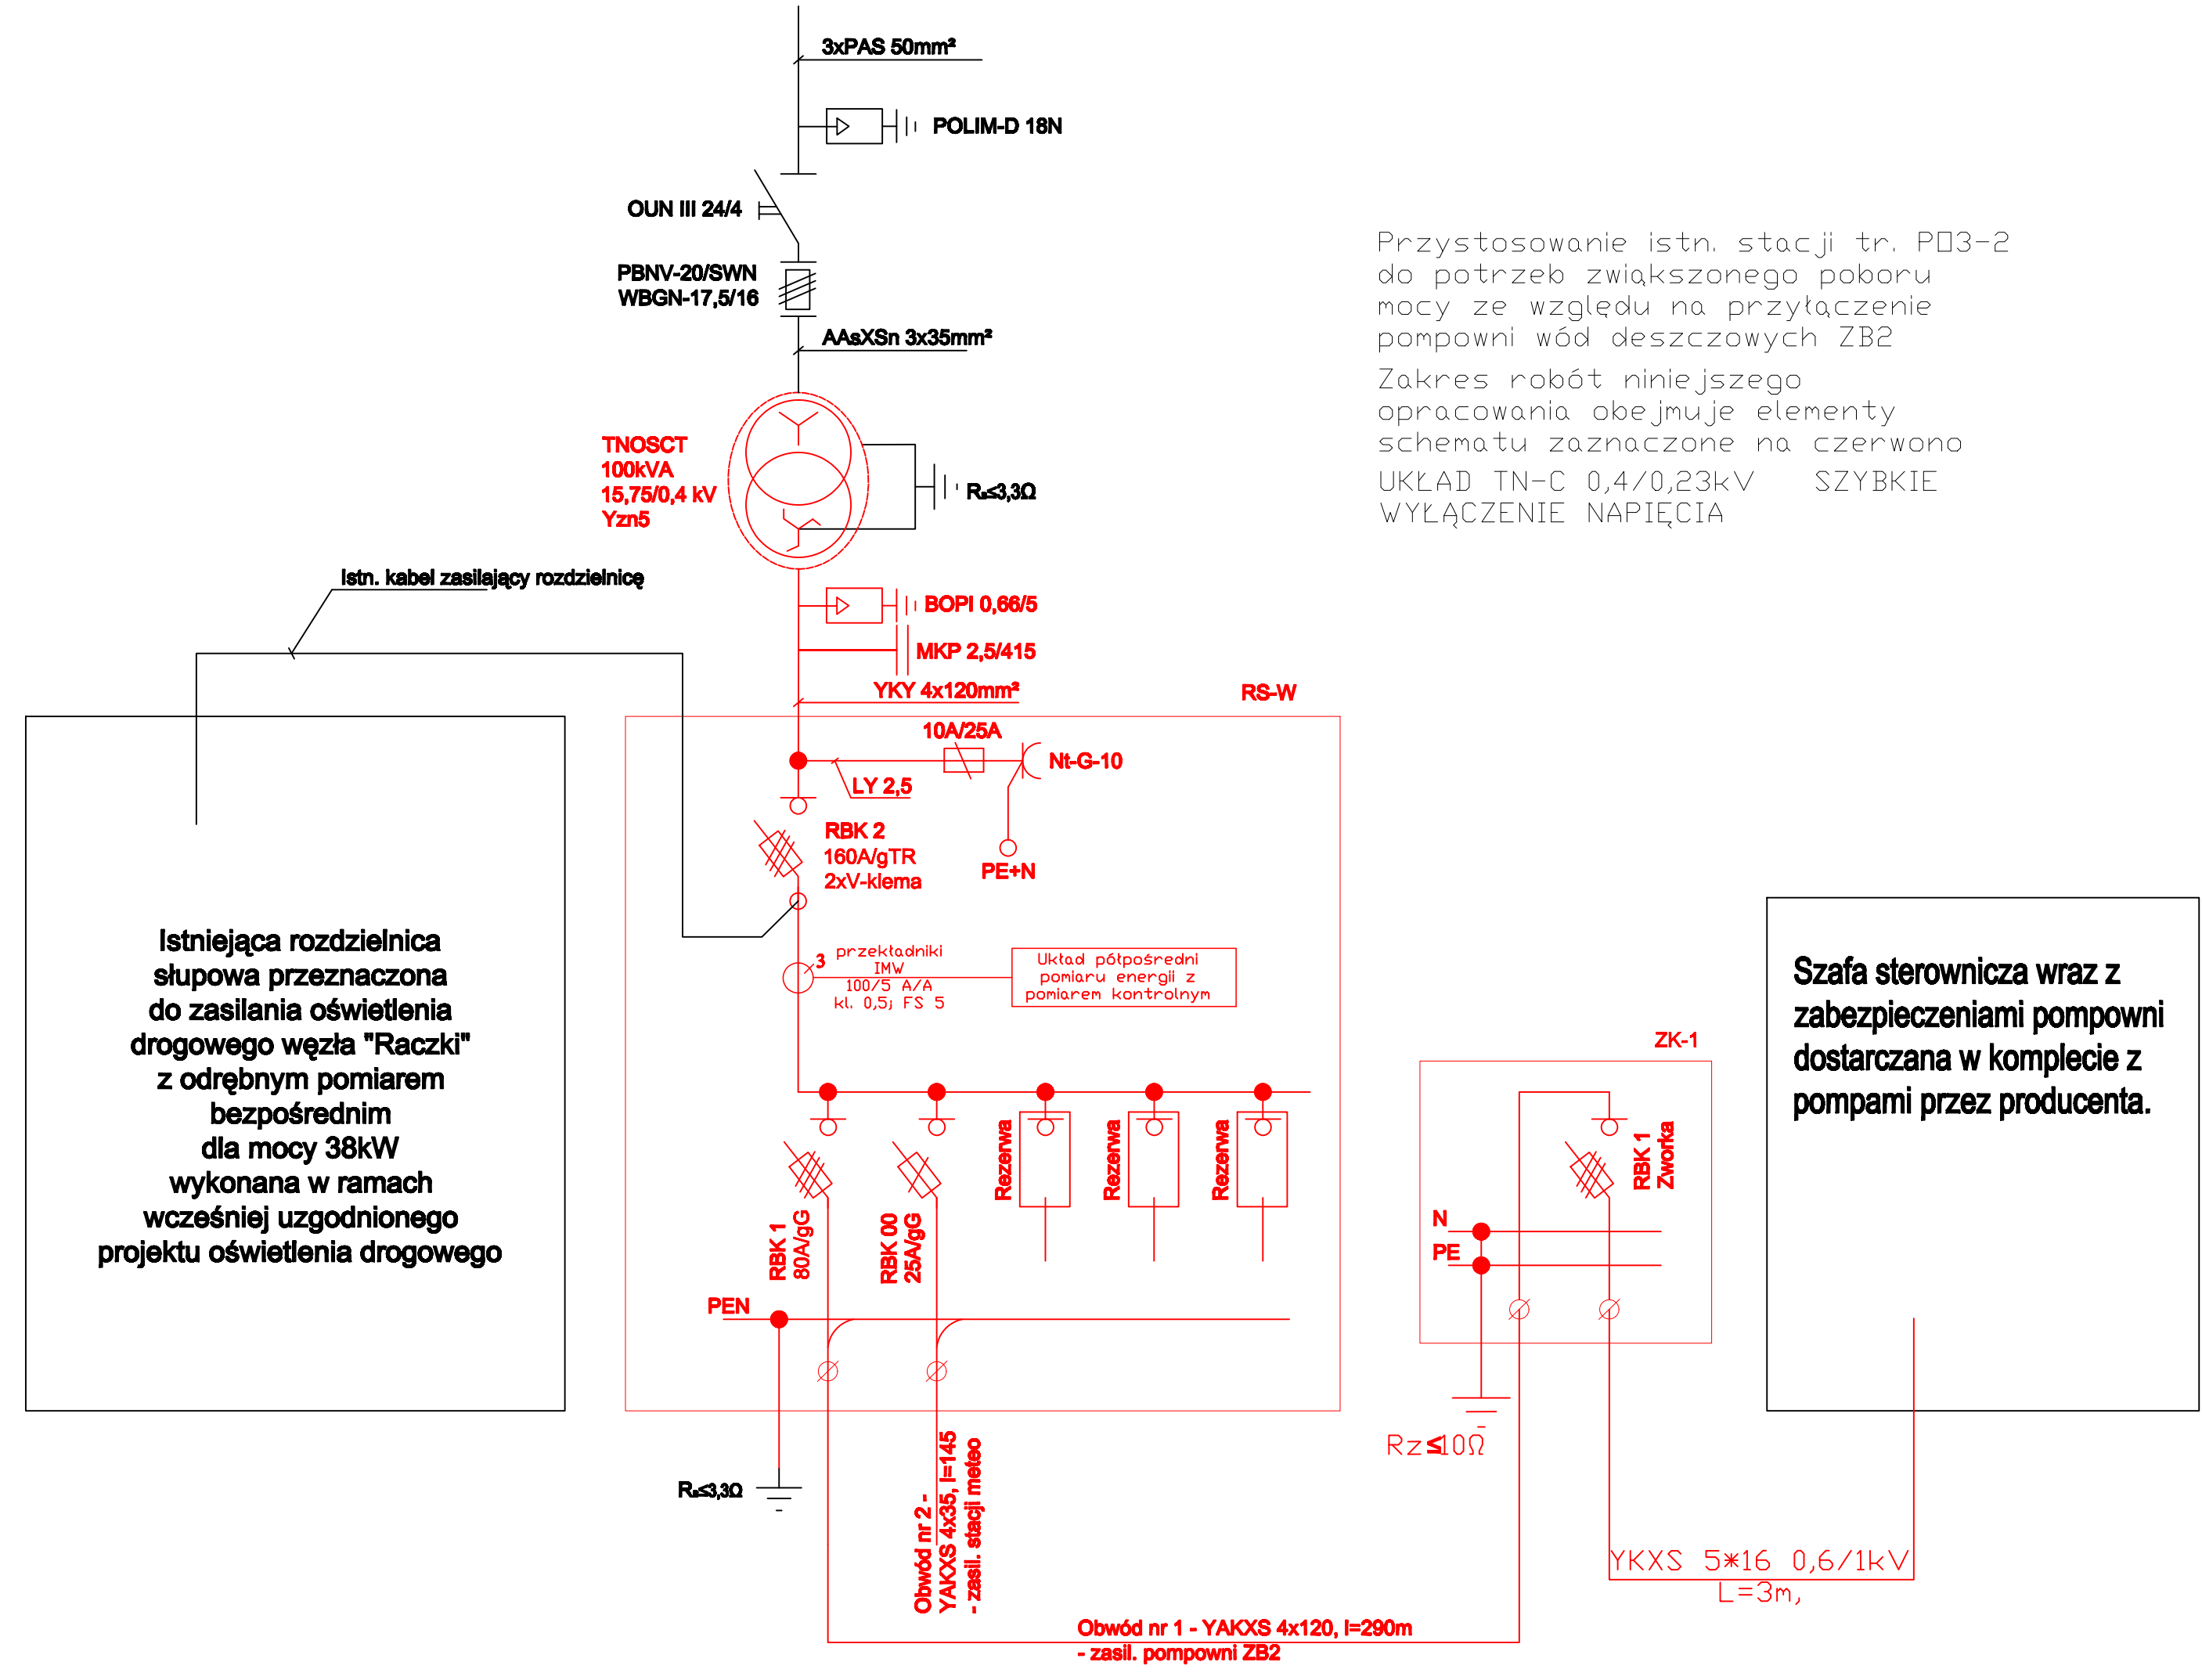 3xPAS 50mm²
POLIM-D 18N
OUN III 24/4
PBNV-20/SWN
WBGN-17,5/16
AAsXSn 3x35mm²
Przystosowanie istn. stacji tr. P□3-2
do potrzeb zwiąkszonego poboru
mocy ze względu na przyłączenie
pompowni wód deszczowych ZB2
Zakres robót niniejszego
opracowania obejmuje elementy
schematu zaznaczone na czerwono
UKŁAD TN-C 0,4/0,23kV SZYBKIE
WYŁĄCZENIE NAPIĘCIA
TNOSCT
100kVA
15,75/0,4 kV
Yzn5
R≤3,3Ω
Istn. kabel zasilający rozdzielnicę
BOPI 0,66/5
MKP 2,5/415
YKY 4x120mm²
RS-W
10A/25A
Nt-G-10
LY 2,5
PE+N
RBK 2
160A/gTR
2xV-klema
3
przekładniki
IMW
100/5 A/A
kl. 0,5; FS 5
Układ półpośredni
pomiaru energii z
pomiarem kontrolnym
Istniejąca rozdzielnica
słupowa przeznaczona
do zasilania oświetlenia
drogowego węzła "Raczki"
z odrębnym pomiarem
bezpośrednim
dla mocy 38kW
wykonana w ramach
wcześniej uzgodnionego
projektu oświetlenia drogowego
RBK 1
80A/gG
RBK 00
25A/gG
Rezerwa
Rezerwa
Rezerwa
PEN
R≤3,3Ω
Obwód nr 2 -
YAKXS 4x35, l=145
- zasil. stacji meteo
Obwód nr 1 - YAKXS 4x120, l=290m
- zasil. pompowni ZB2
ZK-1
RBK 1
Zworka
N
PE
Rz≤10Ω
YKXS 5*16 0,6/1kV
L=3m,
Szafa sterownicza wraz z
zabezpieczeniami pompowni
dostarczana w komplecie z
pompami przez producenta.